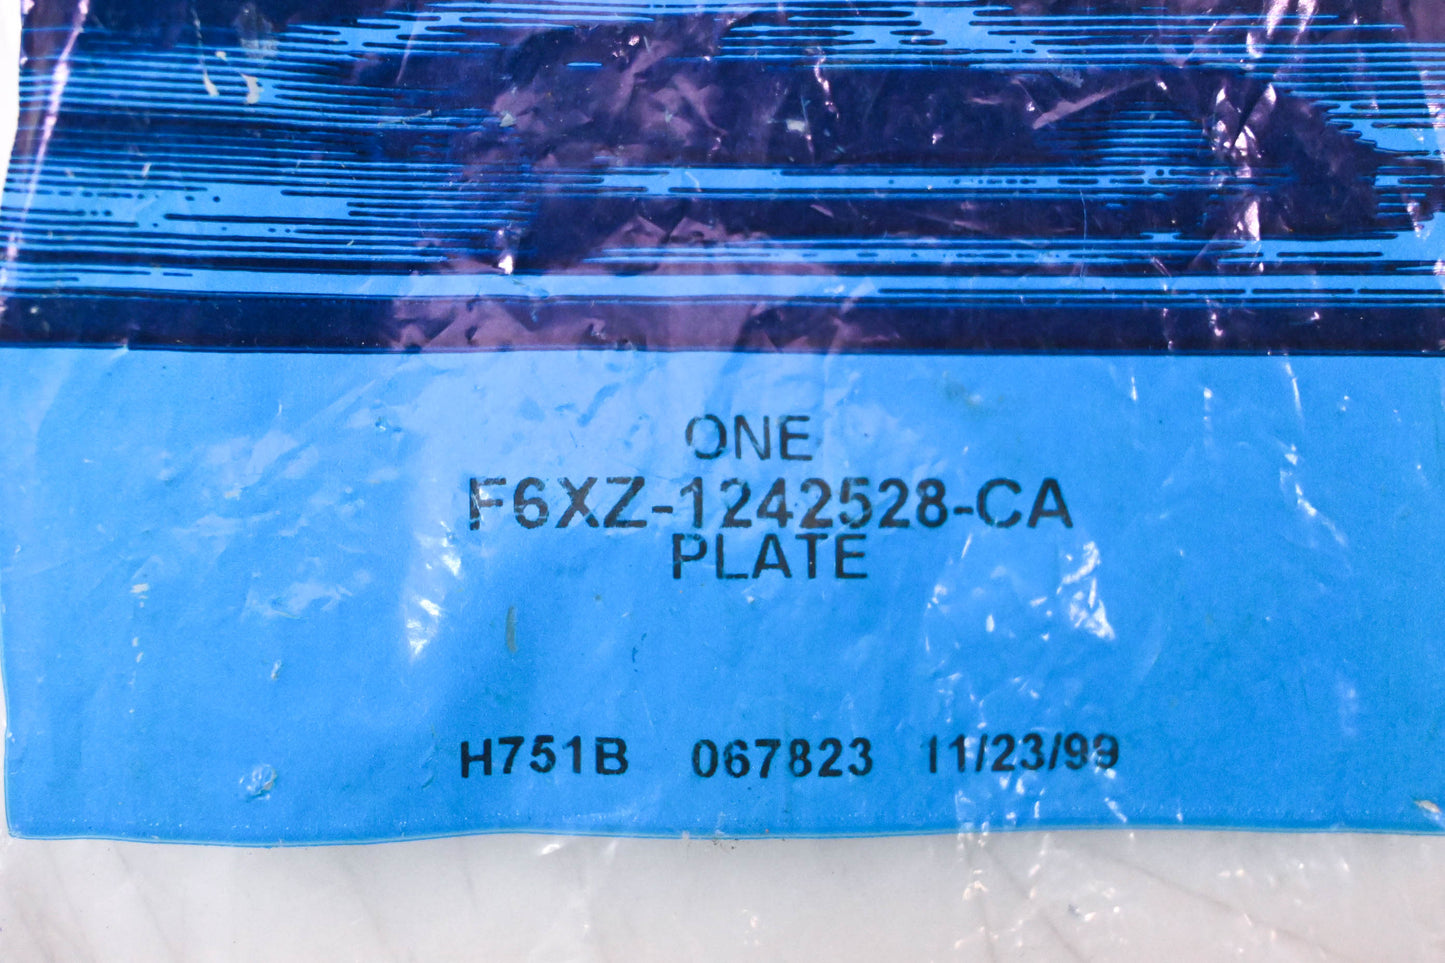 ONE
F6XZ-1242528-CA
PLATE
H751B 067823 11/23/99